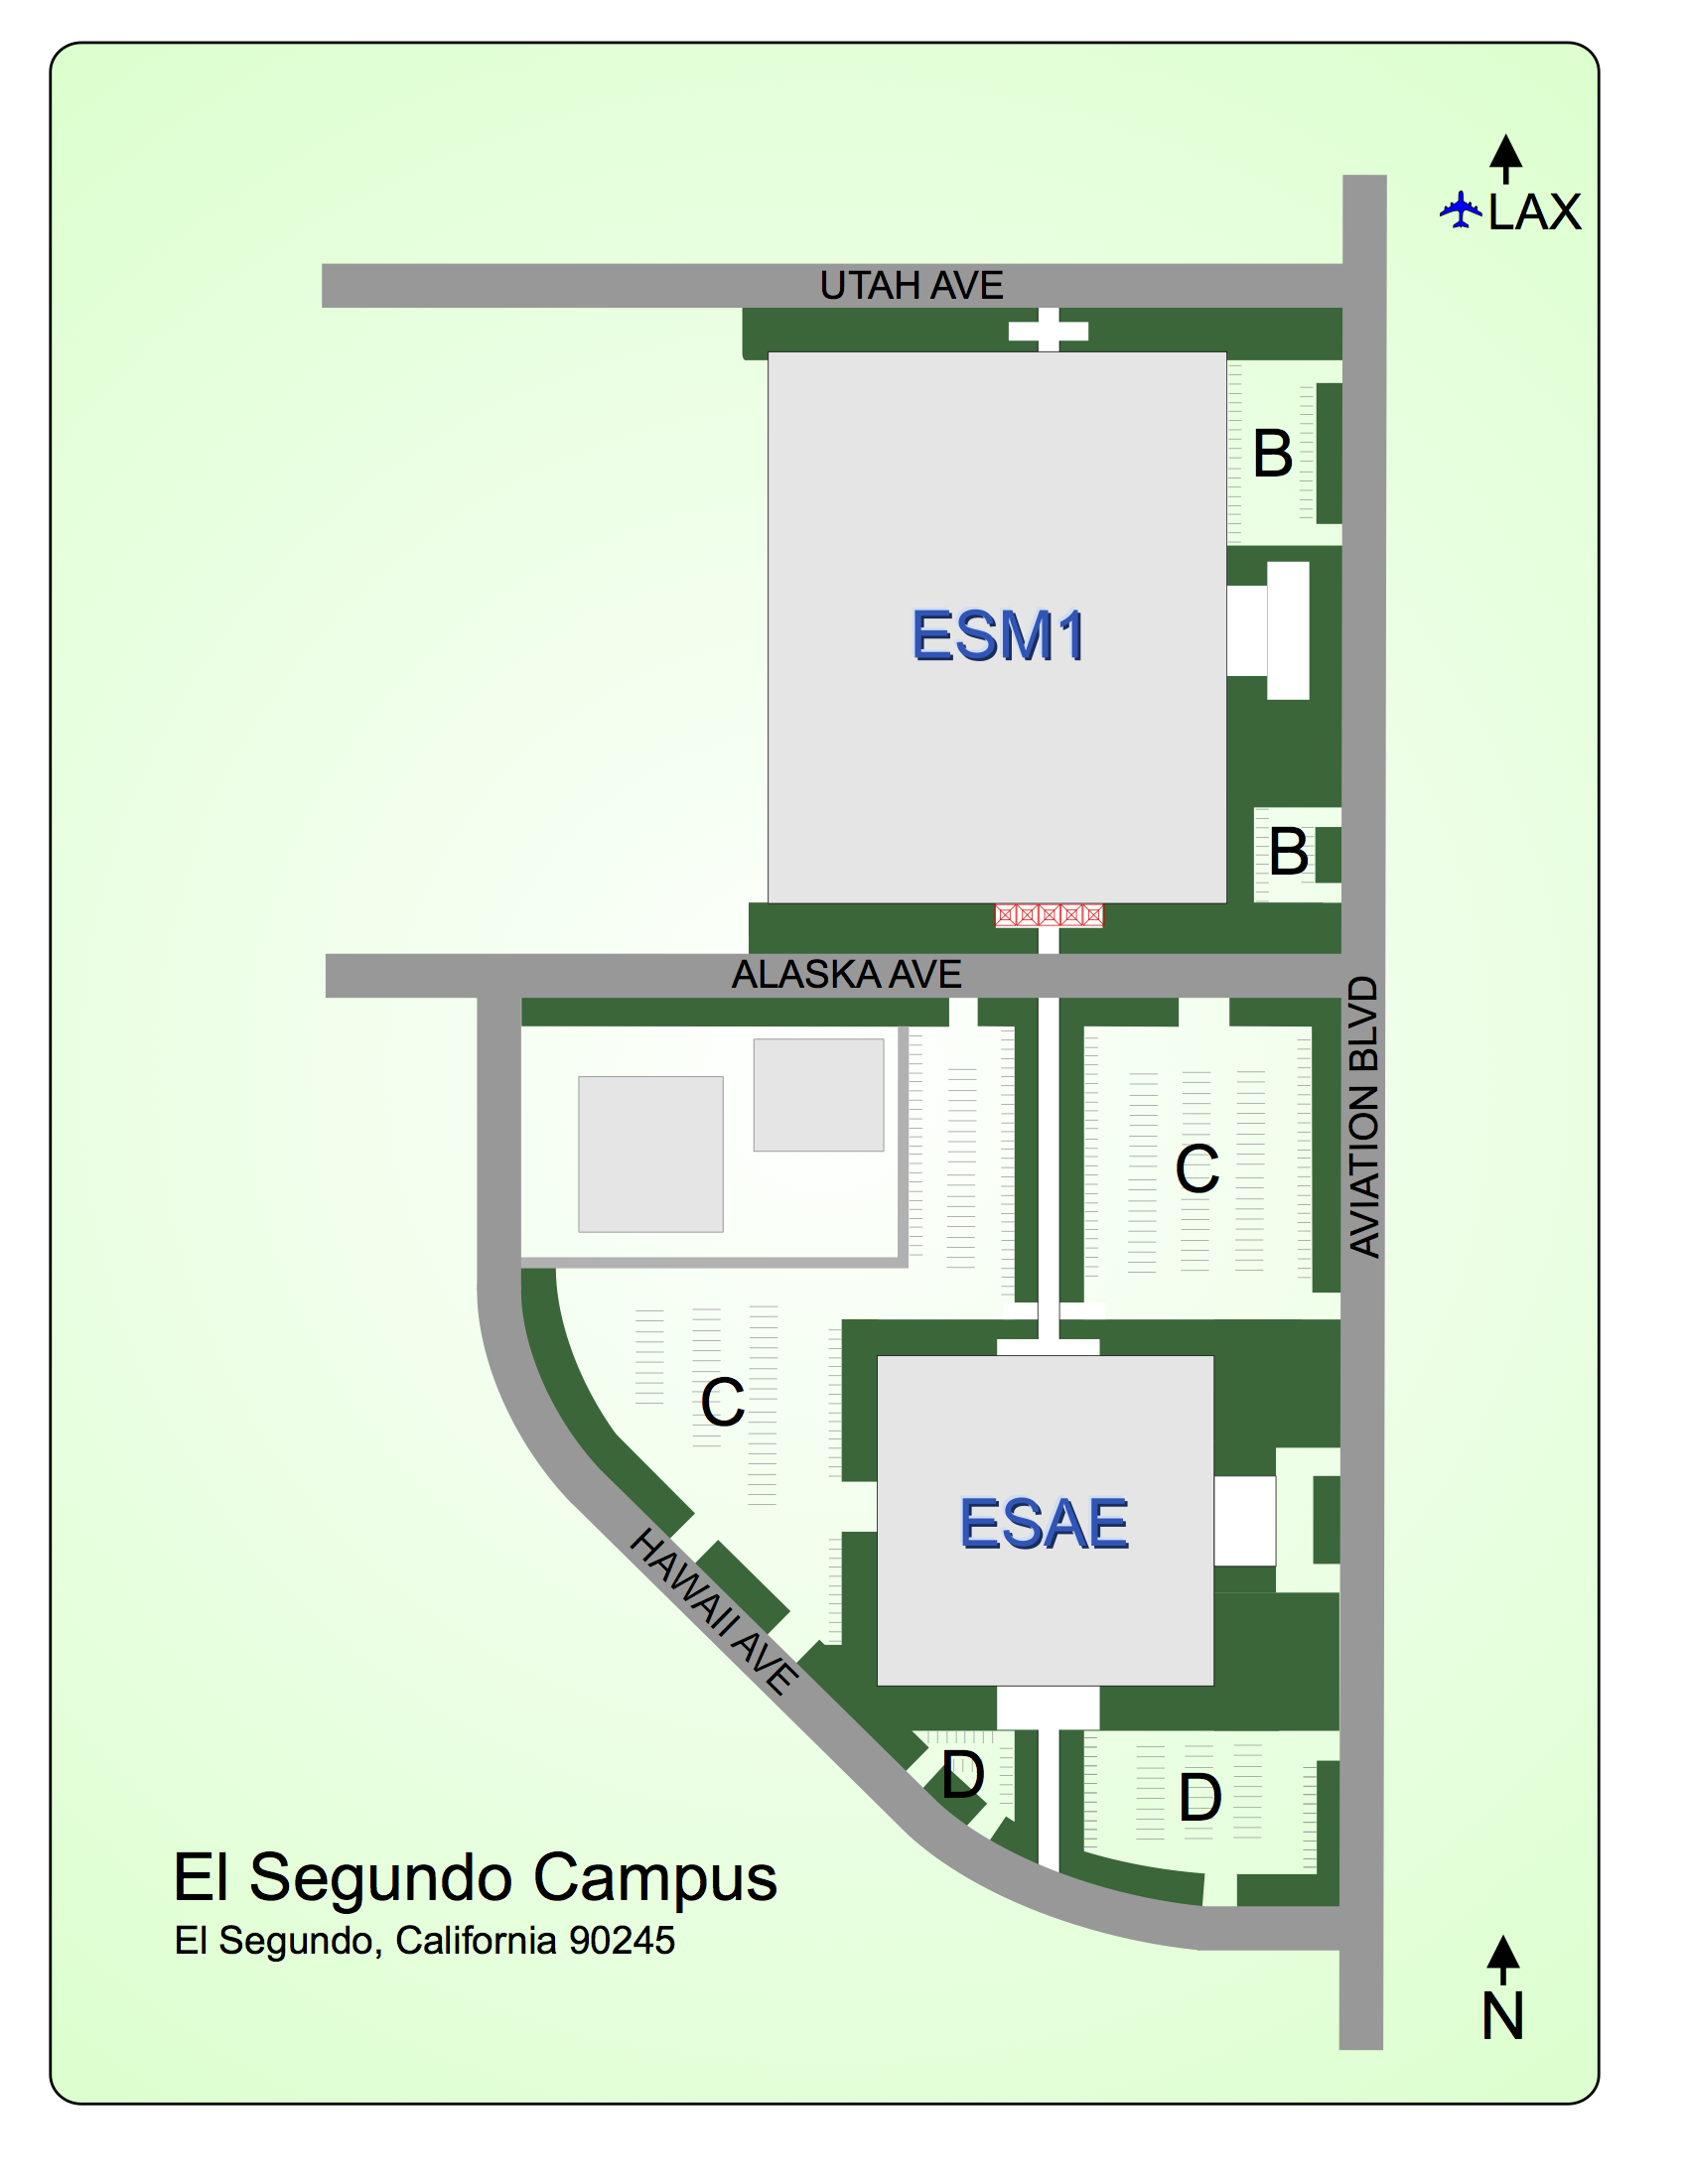 LAX
UTAH AVE
B
ESM1
B
ALASKA AVE
AVIATION BLVD
C
C
ESAE
HAWAII AVE
D
D
El Segundo Campus
El Segundo, California 90245
N